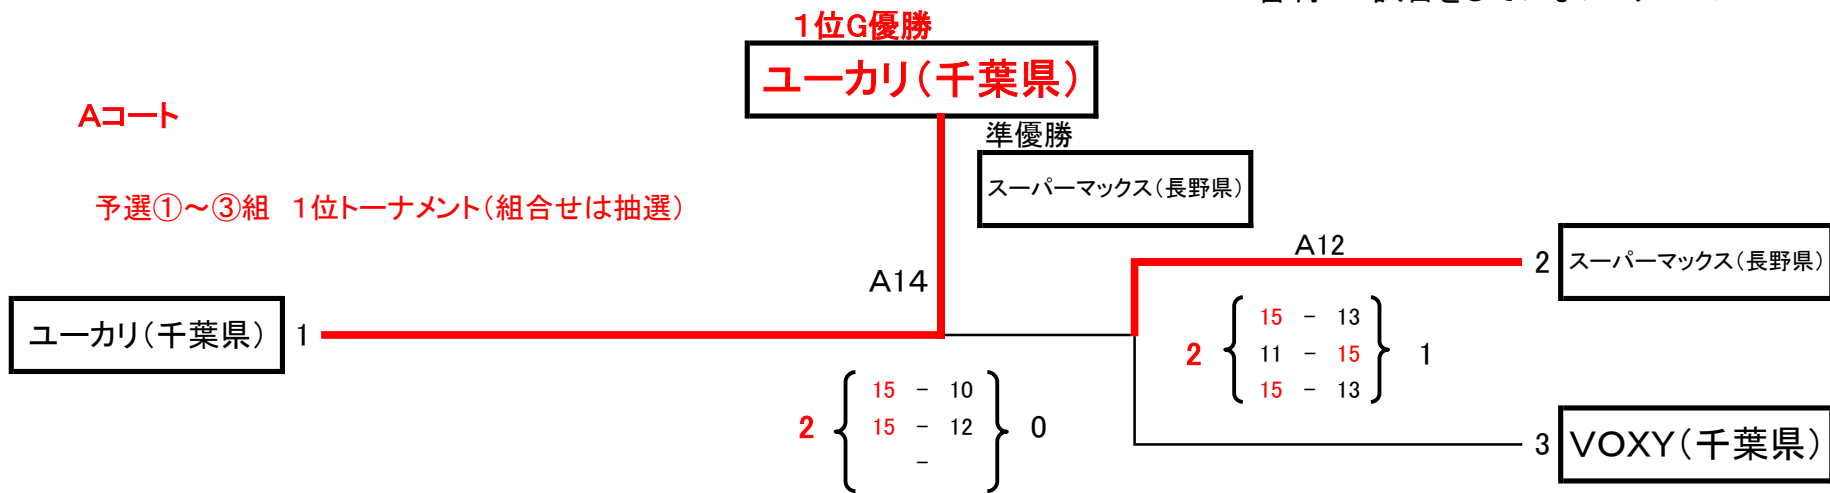 1位G優勝
ユーカリ(千葉県)
Aコート
準優勝
スーパーマックス(長野県)
予選①～③組 1位トーナメント(組合せは抽選)
A12
2 スーパーマックス(長野県)
A14
ユーカリ(千葉県) 1
15 - 13
2 11 - 15 1
15 - 13
15 - 10
2 15 - 12 0
-
3 VOXY(千葉県)